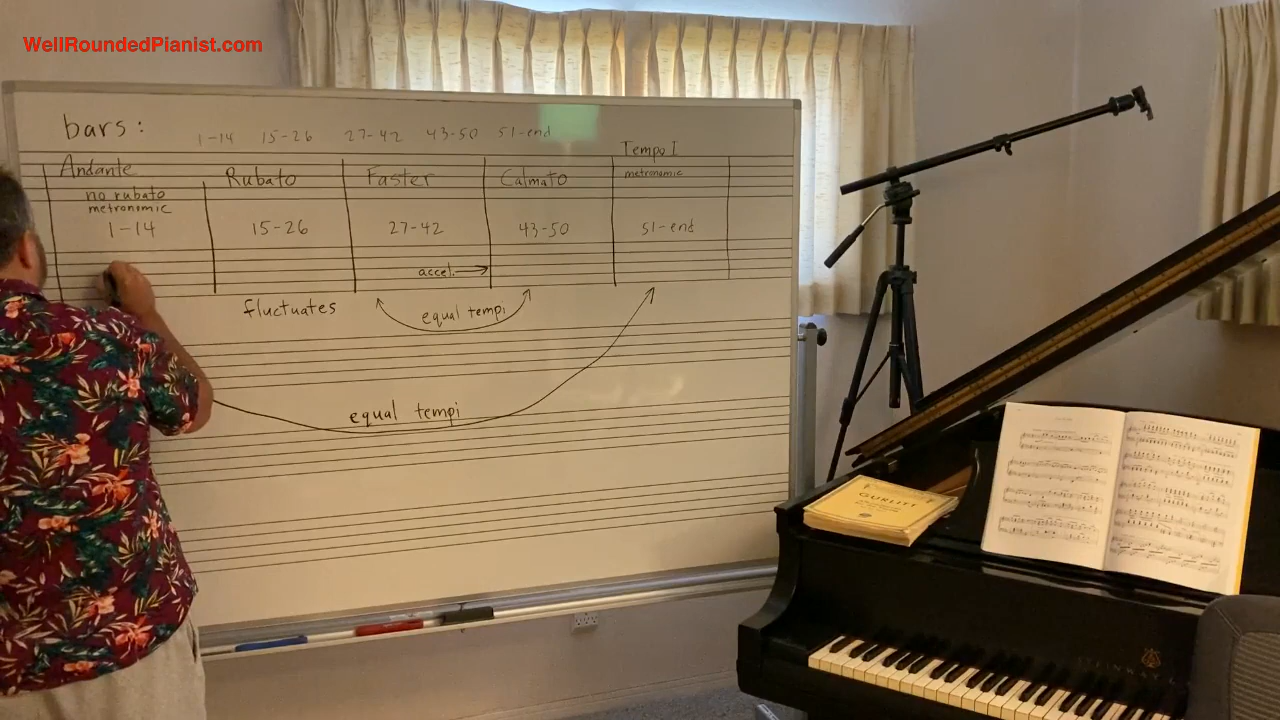 WellRoundedPianist.com
bars:
1-14 15-26 27-42 43-50 51-end
Tempo I
Andante Rubato Faster Calmato metronomic
no rubato
metronomic
1-14 15-26 27-42 43-50 51-end
accel.
fluctuates equal tempi
equal tempi
GURLITT